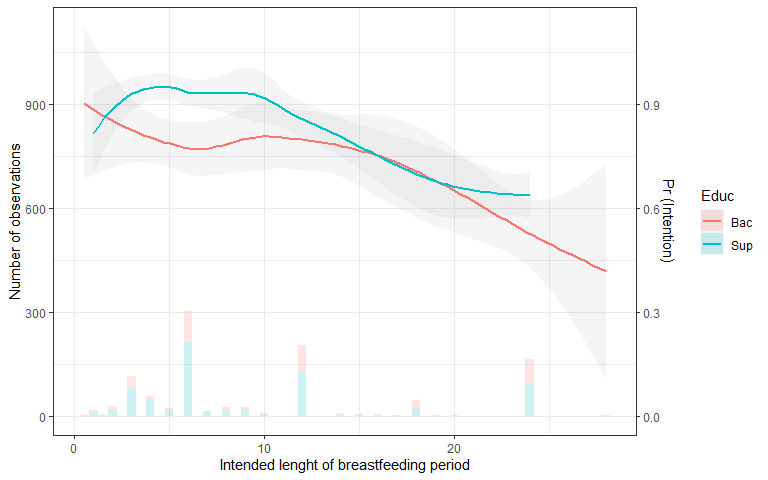 900
600
300
0
Number of observations
0
10
20
Intended lenght of breastfeeding period
0.9
0.6
0.3
0.0
Pr (Intention)
Educ
Bac
Sup